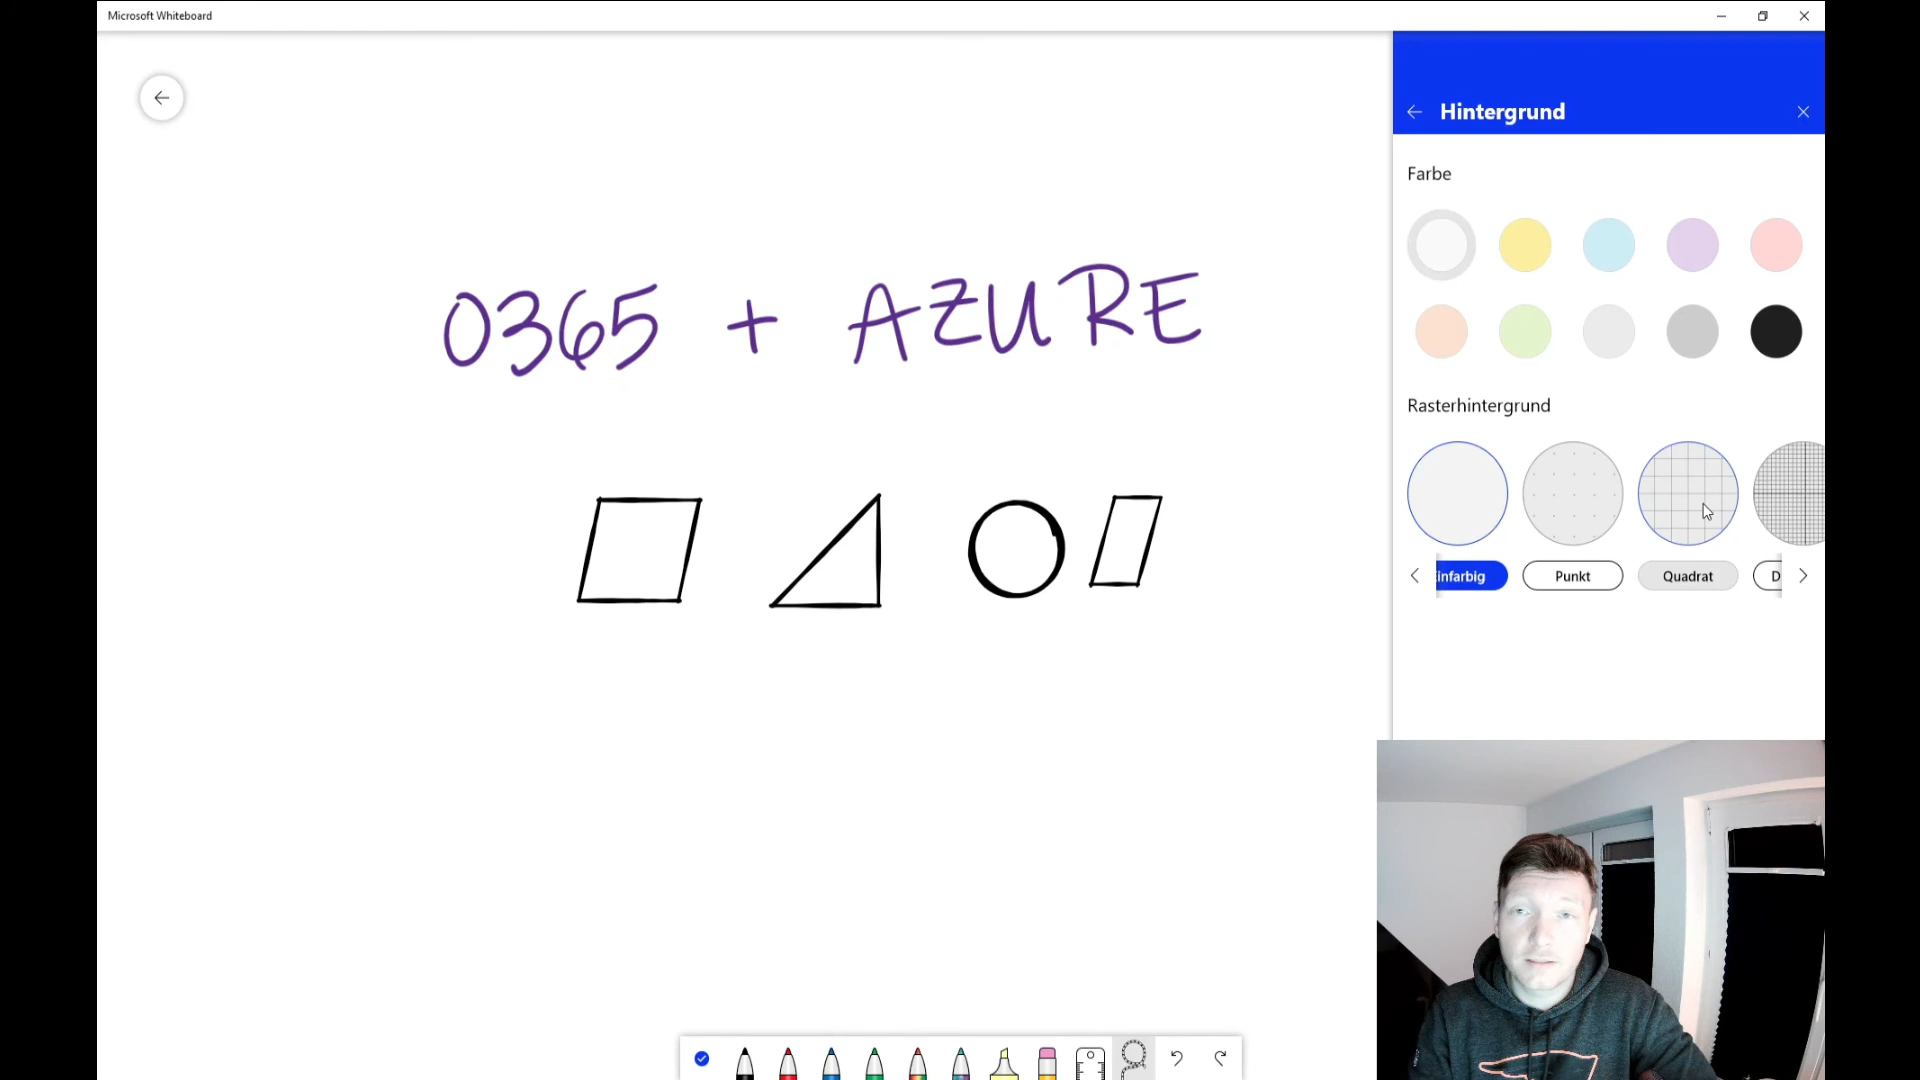 Microsoft Whiteboard
Hintergrund
Farbe
O365 + AZURE
Rasterhintergrund
infarbig
Punkt
Quadrat
D